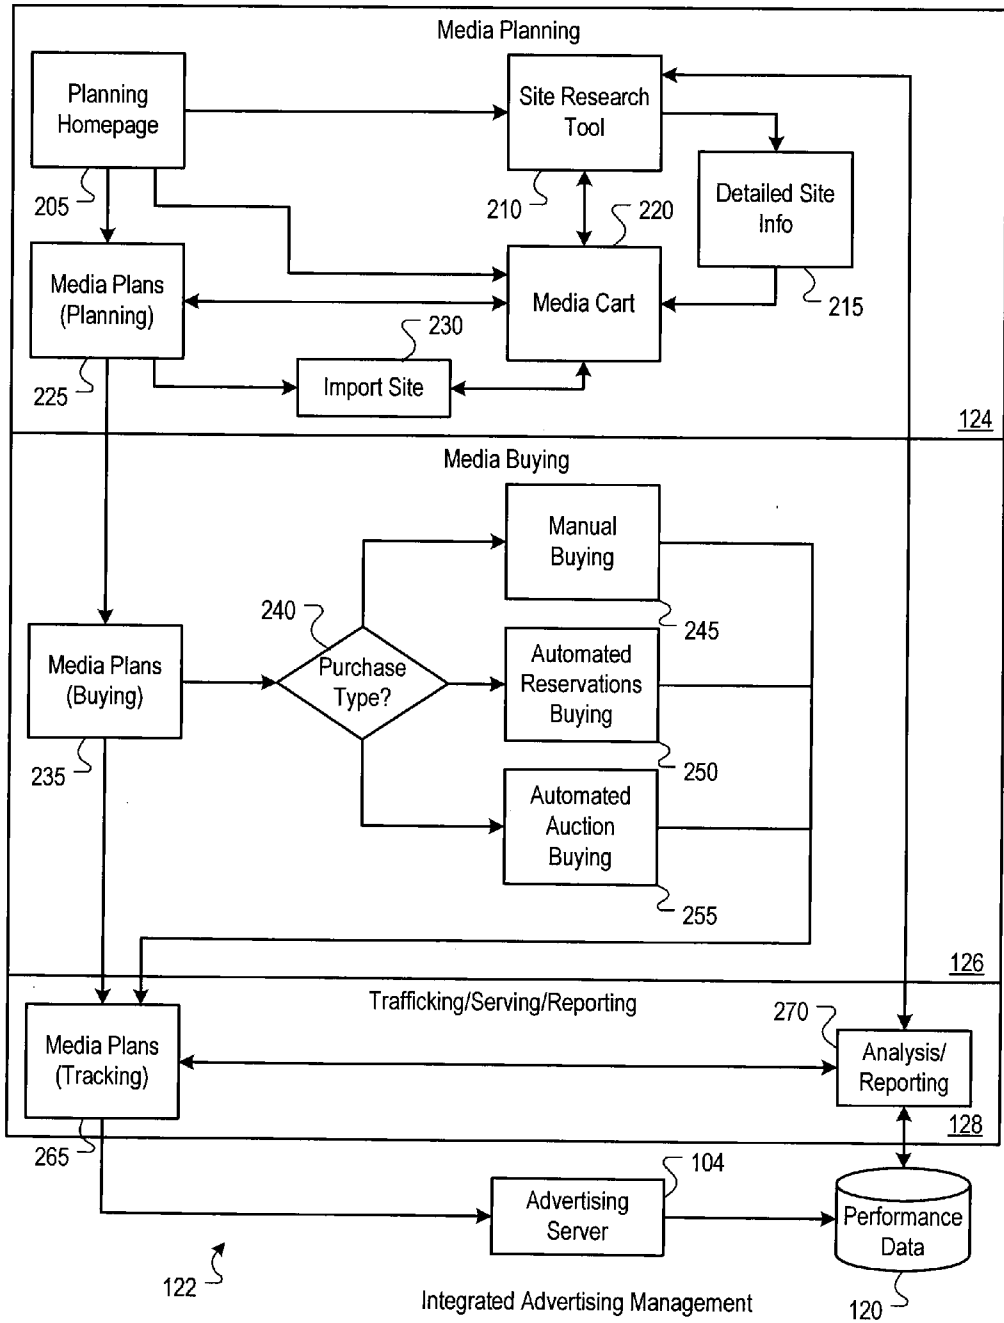 Media Planning
Planning
Homepage
205
Site Research
Tool
210
Detailed Site
Info
215
220
Media Plans
(Planning)
225
Media Cart
230
Import Site
124
Media Buying
Manual
Buying
245
240
Purchase
Type?
Media Plans
(Buying)
235
Automated
Reservations
Buying
250
Automated
Auction
Buying
255
126
Trafficking/Serving/Reporting
270
Media Plans
(Tracking)
265
Analysis/
Reporting
128
104
Advertising
Server
Performance
Data
120
122
Integrated Advertising Management